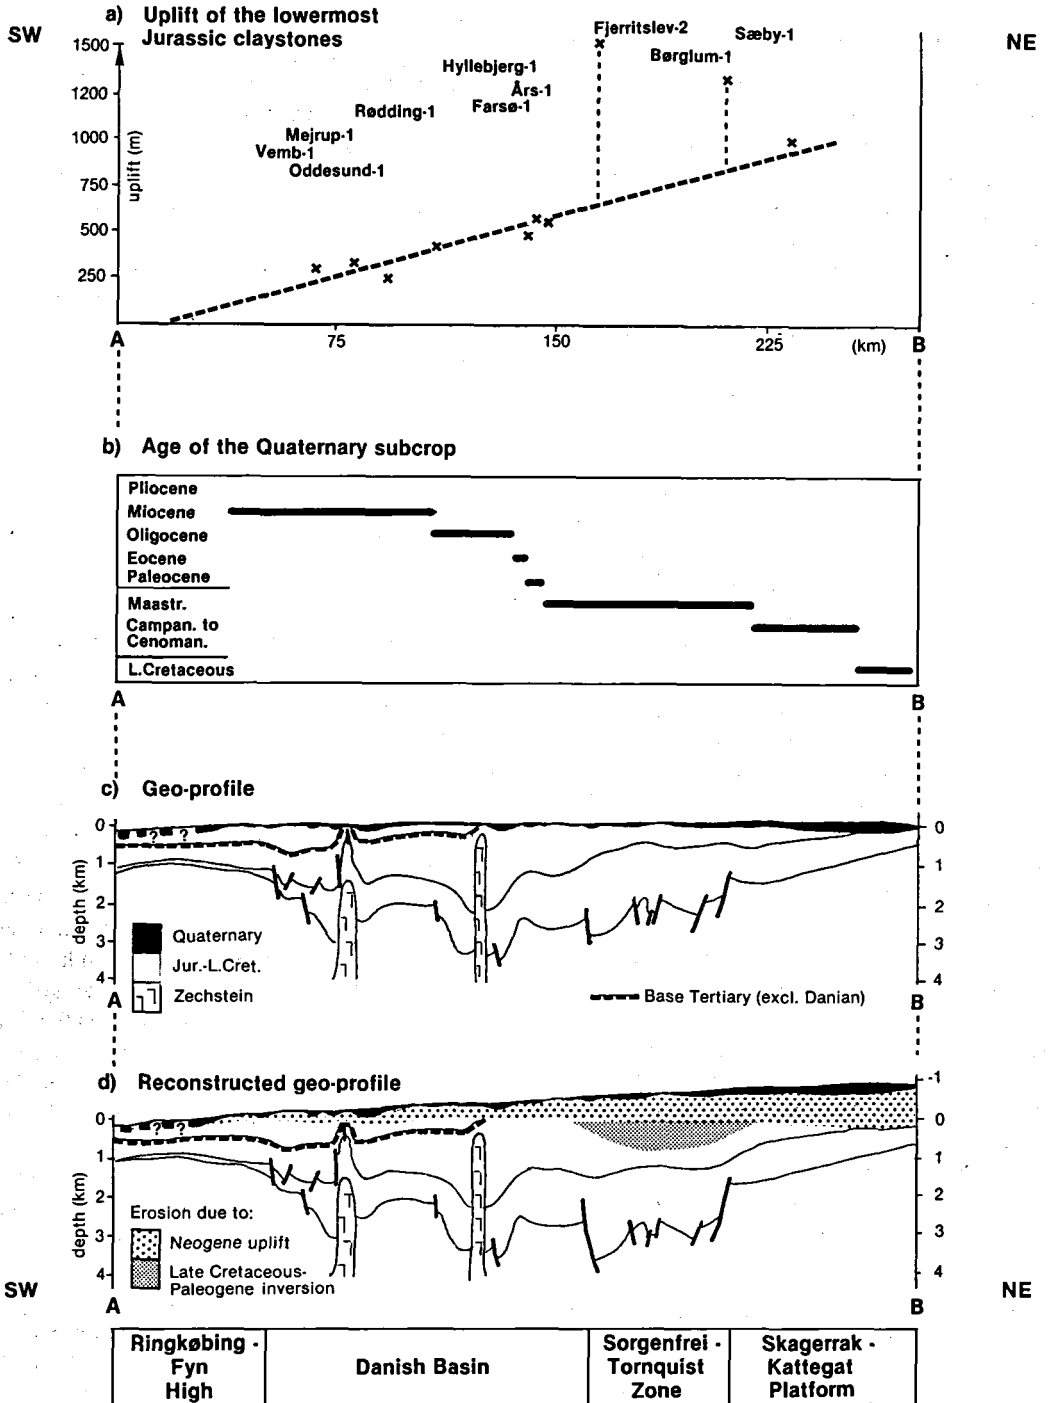 a) Uplift of the lowermost
Jurassic claystones
SW
NE
1500
1200
1000
750
500
250
uplift (m)
Fjerritslev-2
Sæby-1
Børglum-1
Hyllebjerg-1
Års-1
Farsø-1
Rødding-1
Mejrup-1
Vemb-1
Oddesund-1
A
75
150
225
(km)
B
b) Age of the Quaternary subcrop
Pliocene
Miocene
Oligocene
Eocene
Paleocene
Maastr.
Campan. to
Cenoman.
L.Cretaceous
A
B
c) Geo-profile
0
1
2
3
4
depth (km)
? ?
0
1
2
3
4
Quaternary
Jur.-L.Cret.
Zechstein
Base Tertiary (excl. Danian)
A
B
d) Reconstructed geo-profile
0
1
2
3
4
depth (km)
? ?
-1
0
1
2
3
4
Erosion due to:
Neogene uplift
Late Cretaceous-
Paleogene inversion
SW
NE
A
B
Ringkøbing -
Fyn
High
Danish Basin
Sorgenfrei -
Tornquist
Zone
Skagerrak -
Kattegat
Platform